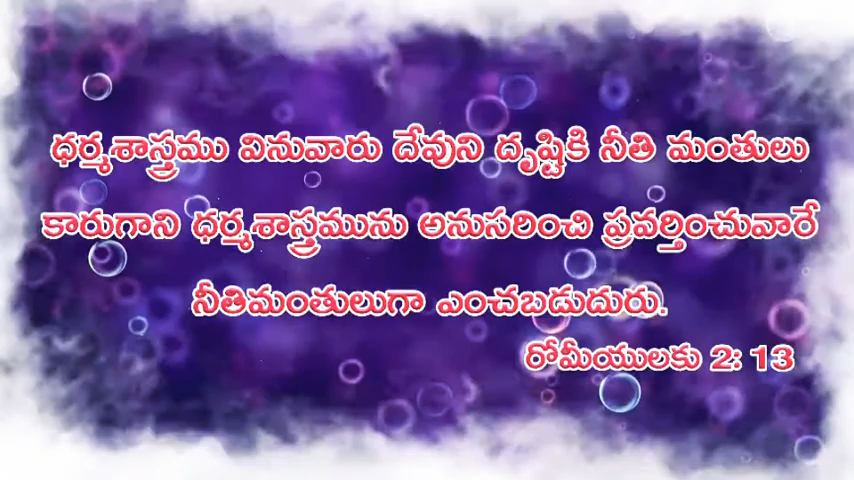 ధర్మశాస్త్రము వినువారు దేవుని దృష్టికి నీతి మంతులు
కారుగాని ధర్మశాస్త్రమును అనుసరించి ప్రవర్తించువారే
నీతిమంతులుగా ఎంచబడుదురు.
రోమీయులకు 2: 13